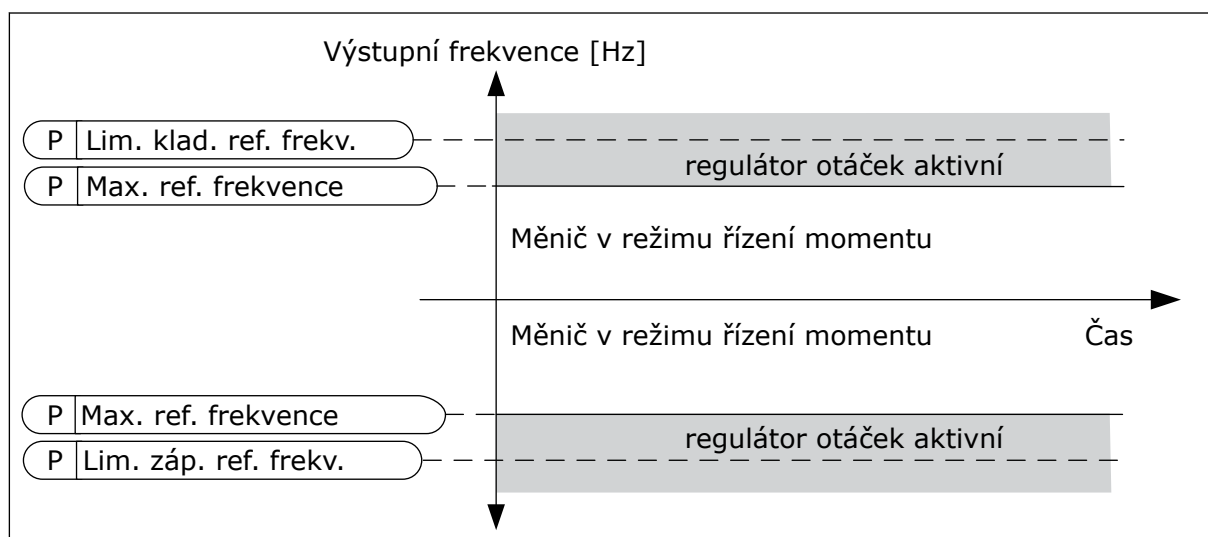 Výstupní frekvence [Hz]
P Lim. klad. ref. frekv.
regulátor otáček aktivní
P Max. ref. frekvence
Měnič v režimu řízení momentu
Měnič v režimu řízení momentu
Čas
P Max. ref. frekvence
regulátor otáček aktivní
P Lim. záp. ref. frekv.